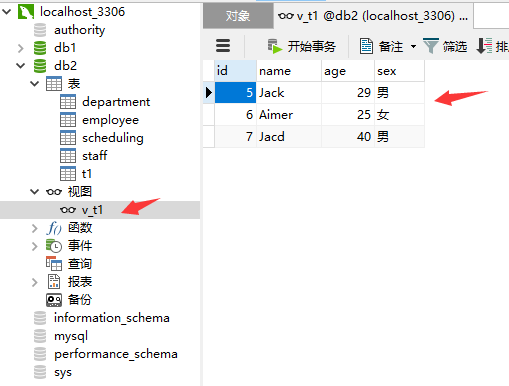 localhost_3306
authority
db1
db2
表
department
employee
scheduling
staff
t1
视图
v_t1
f() 函数
事件
查询
报表
备份
information_schema
mysql
performance_schema
sys
对象 v_t1 @db2 (localhost_3306) ...
开始事务 备注 筛选
id name age sex
5 Jack 29 男
6 Aimer 25 女
7 Jacd 40 男